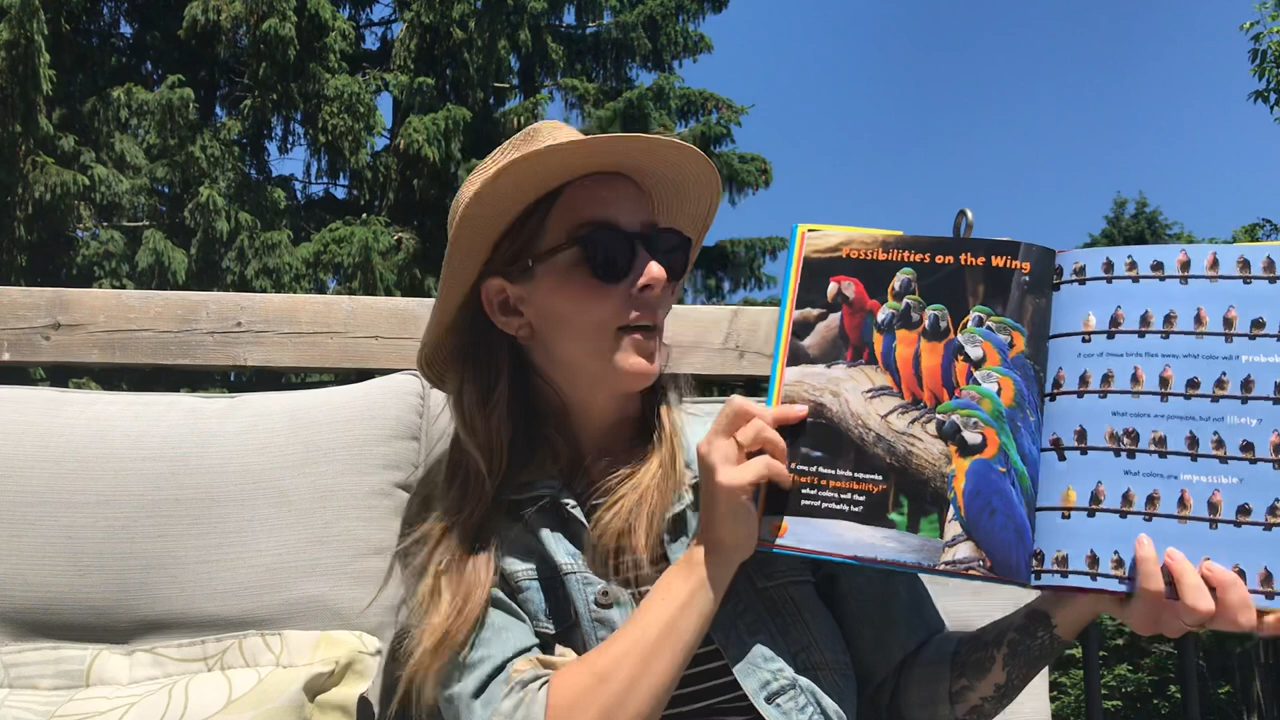 Possibilities on the Wing
If one of these birds squawks
"That's a possibility!"
what colors will that
parrot probably be?
If one of these birds flies away, what color will it probab
What colors are possible, but not likely?
What colors are impossible?